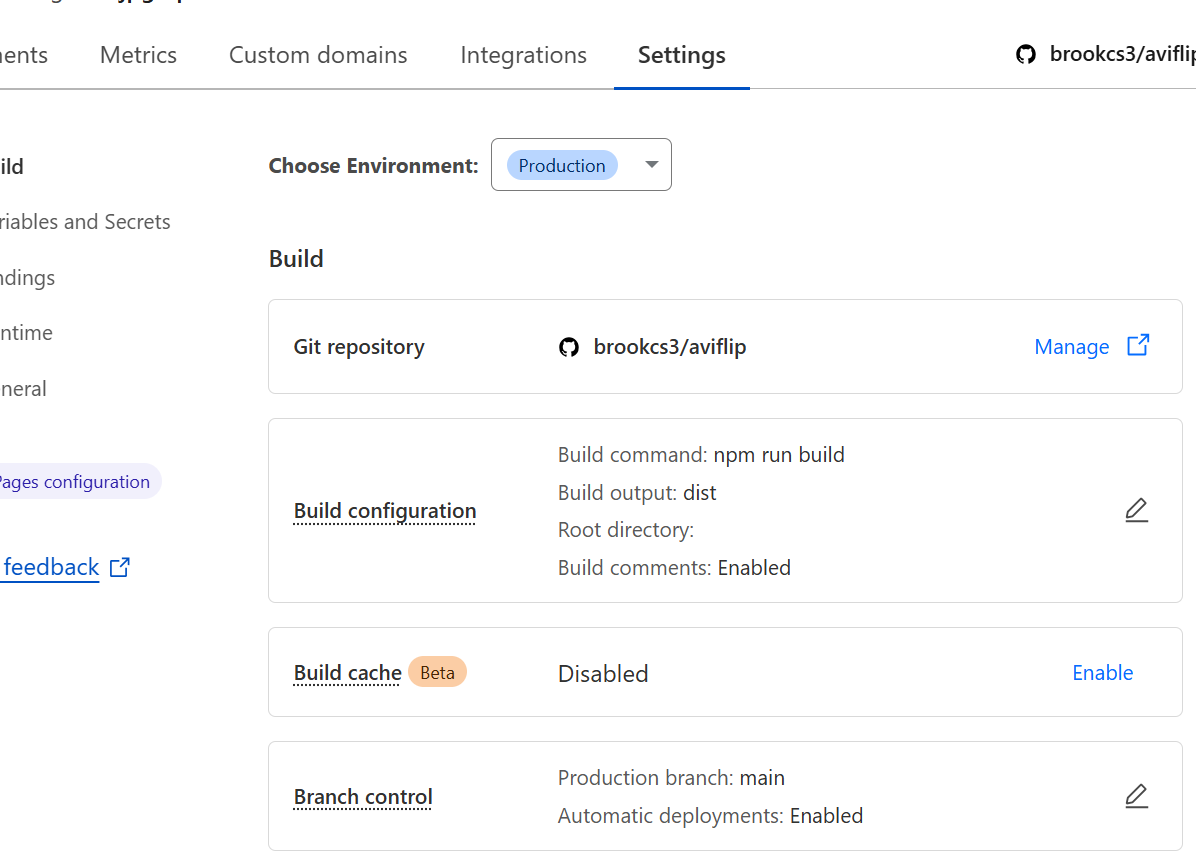 Metrics
Custom domains
Integrations
Settings
brookcs3/aviflip
Choose Environment:
Production
Build
Git repository
brookcs3/aviflip
Manage
Build configuration
Build command: npm run build
Build output: dist
Root directory:
Build comments: Enabled
Build cache
Beta
Disabled
Enable
Branch control
Production branch: main
Automatic deployments: Enabled
ild
riables and Secrets
ndings
ntime
neral
Pages configuration
feedback